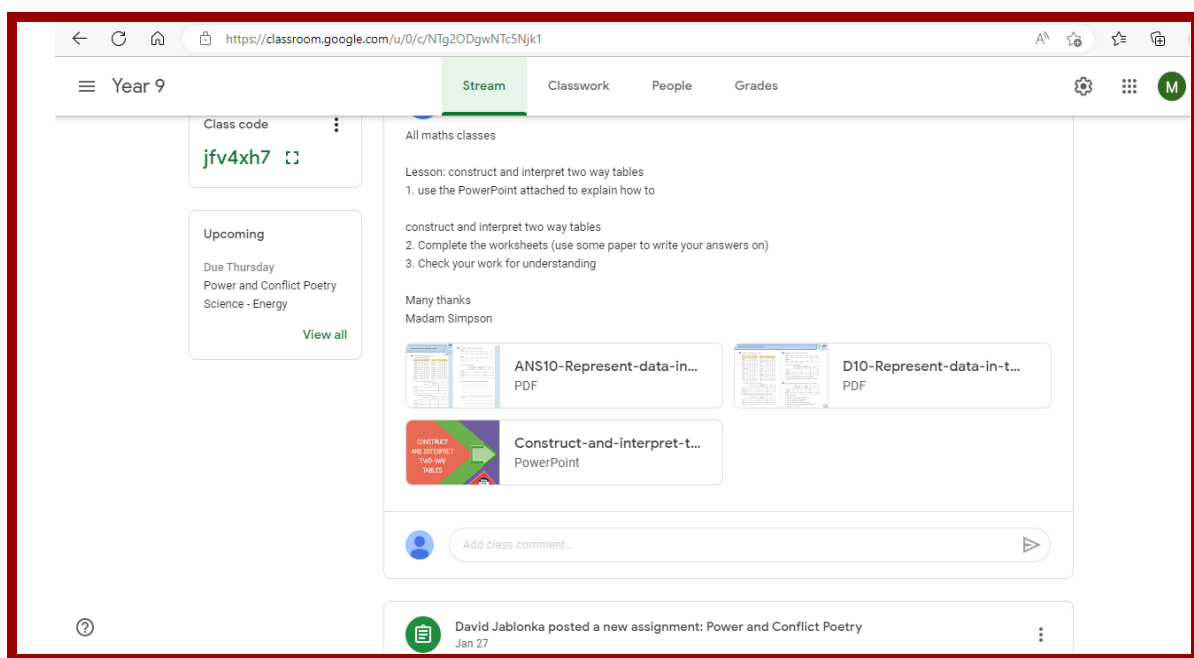 https://classroom.google.com/u/0/c/NTg2ODgwNTc5Njk1
Year 9
Stream
Classwork
People
Grades
M
Class code
jfv4xh7
Upcoming
Due Thursday
Power and Conflict Poetry
Science - Energy
View all
All maths classes
Lesson: construct and interpret two way tables
1. use the PowerPoint attached to explain how to
construct and interpret two way tables
2. Complete the worksheets (use some paper to write your answers on)
3. Check your work for understanding
Many thanks
Madam Simpson
ANS10-Represent-data-in...
PDF
D10-Represent-data-in-t...
PDF
CONSTRUCT
AND INTERPRET
TWO-WAY
TABLES
Construct-and-interpret-t...
PowerPoint
Add class comment...
David Jablonka posted a new assignment: Power and Conflict Poetry
Jan 27